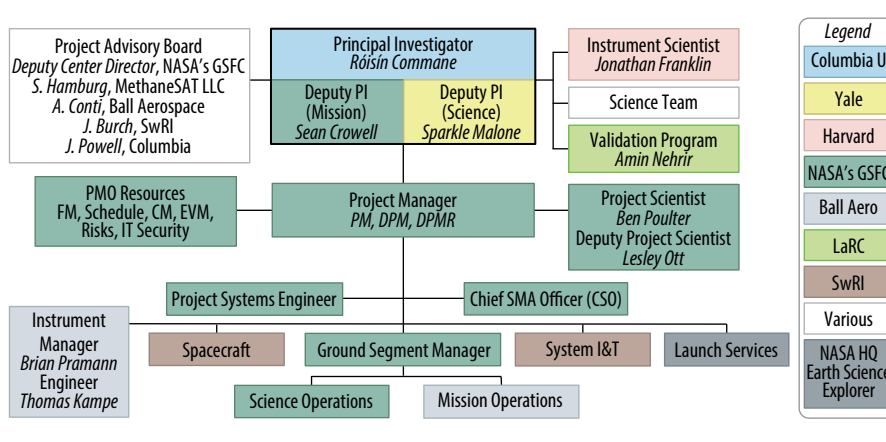 Project Advisory Board
Deputy Center Director, NASA's GSFC
S. Hamburg, MethaneSAT LLC
A. Conti, Ball Aerospace
J. Burch, SwRI
J. Powell, Columbia
Principal Investigator
Róisín Commane
Deputy PI
(Mission)
Sean Crowell
Deputy PI
(Science)
Sparkle Malone
Instrument Scientist
Jonathan Franklin
Science Team
Validation Program
Amin Nehrir
PMO Resources
FM, Schedule, CM, EVM,
Risks, IT Security
Project Manager
PM, DPM, DPMR
Project Scientist
Ben Poulter
Deputy Project Scientist
Lesley Ott
Project Systems Engineer
Chief SMA Officer (CSO)
Instrument
Manager
Brian Pramann
Engineer
Thomas Kampe
Spacecraft
Ground Segment Manager
System I&T
Launch Services
Science Operations
Mission Operations
Legend
Columbia U
Yale
Harvard
NASA's GSFC
Ball Aero
LaRC
SwRI
Various
NASA HQ
Earth Science
Explorer